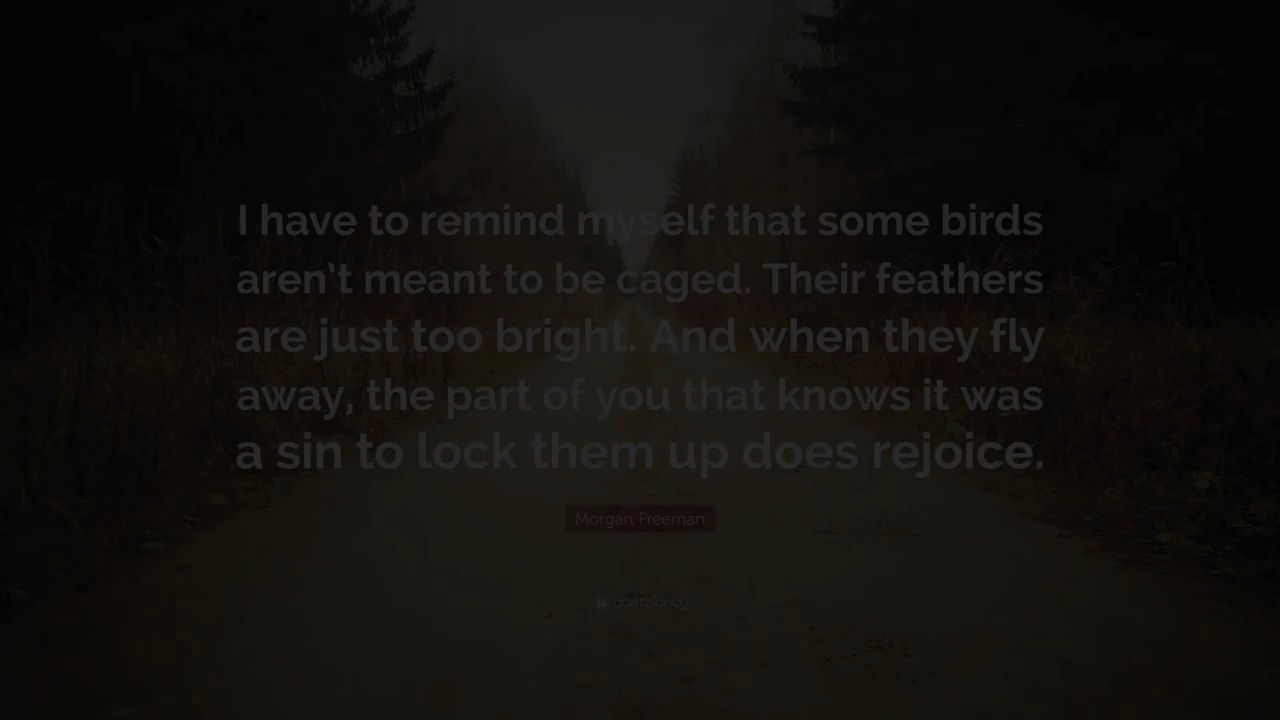 I have to remind myself that some birds
aren't meant to be caged. Their feathers
are just too bright. And when they fly
away, the part of you that knows it was
a sin to lock them up does rejoice.
Morgan Freeman
quotefancy